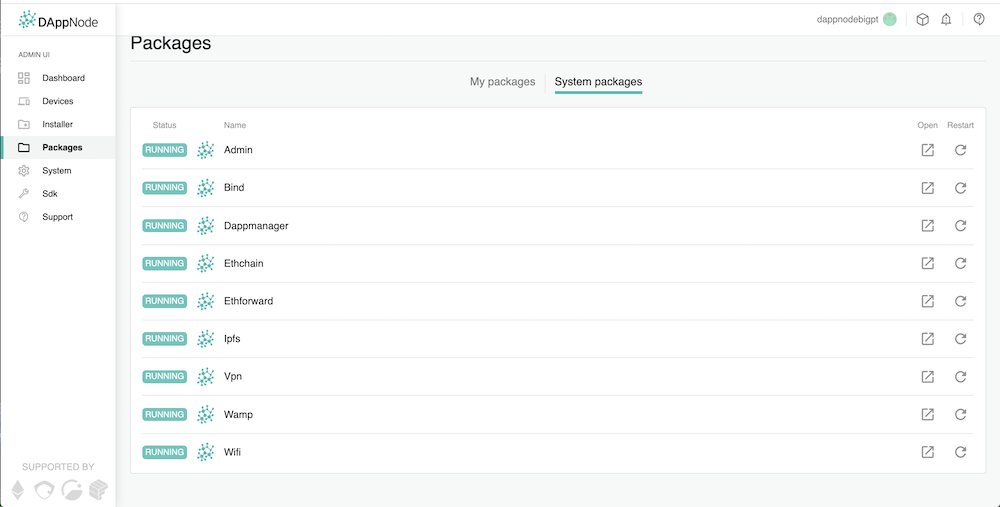 DAppNode
dappnodebigpt
ADMIN UI
Dashboard
Devices
Installer
Packages
System
Sdk
Support
SUPPORTED BY
Packages
My packages System packages
Status Name Open Restart
RUNNING Admin
RUNNING Bind
RUNNING Dappmanager
RUNNING Ethchain
RUNNING Ethforward
RUNNING Ipfs
RUNNING Vpn
RUNNING Wamp
RUNNING Wifi